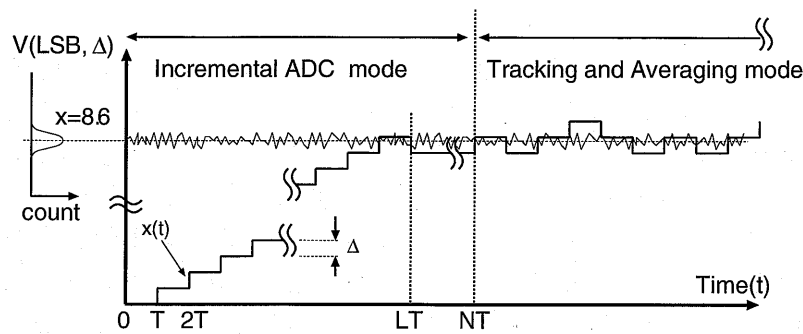 V(LSB, Δ)
Incremental ADC mode
Tracking and Averaging mode
x=8.6
count
x(t)
Δ
Time(t)
0 T 2T LT NT